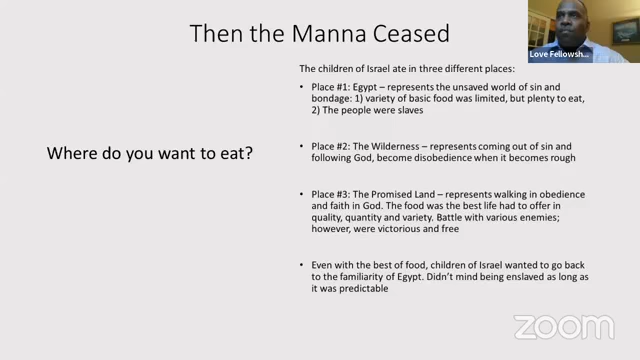 Then the Manna Ceased
Love Fellowsh...
The children of Israel ate in three different places:
• Place #1: Egypt – represents the unsaved world of sin and
bondage: 1) variety of basic food was limited, but plenty to eat,
2) The people were slaves
Where do you want to eat?
• Place #2: The Wilderness – represents coming out of sin and
following God, become disobedience when it becomes rough
• Place #3: The Promised Land – represents walking in obedience
and faith in God. The food was the best life had to offer in
quality, quantity and variety. Battle with various enemies;
however, were victorious and free
• Even with the best of food, children of Israel wanted to go back
to the familiarity of Egypt. Didn't mind being enslaved as long as
it was predictable
zoom